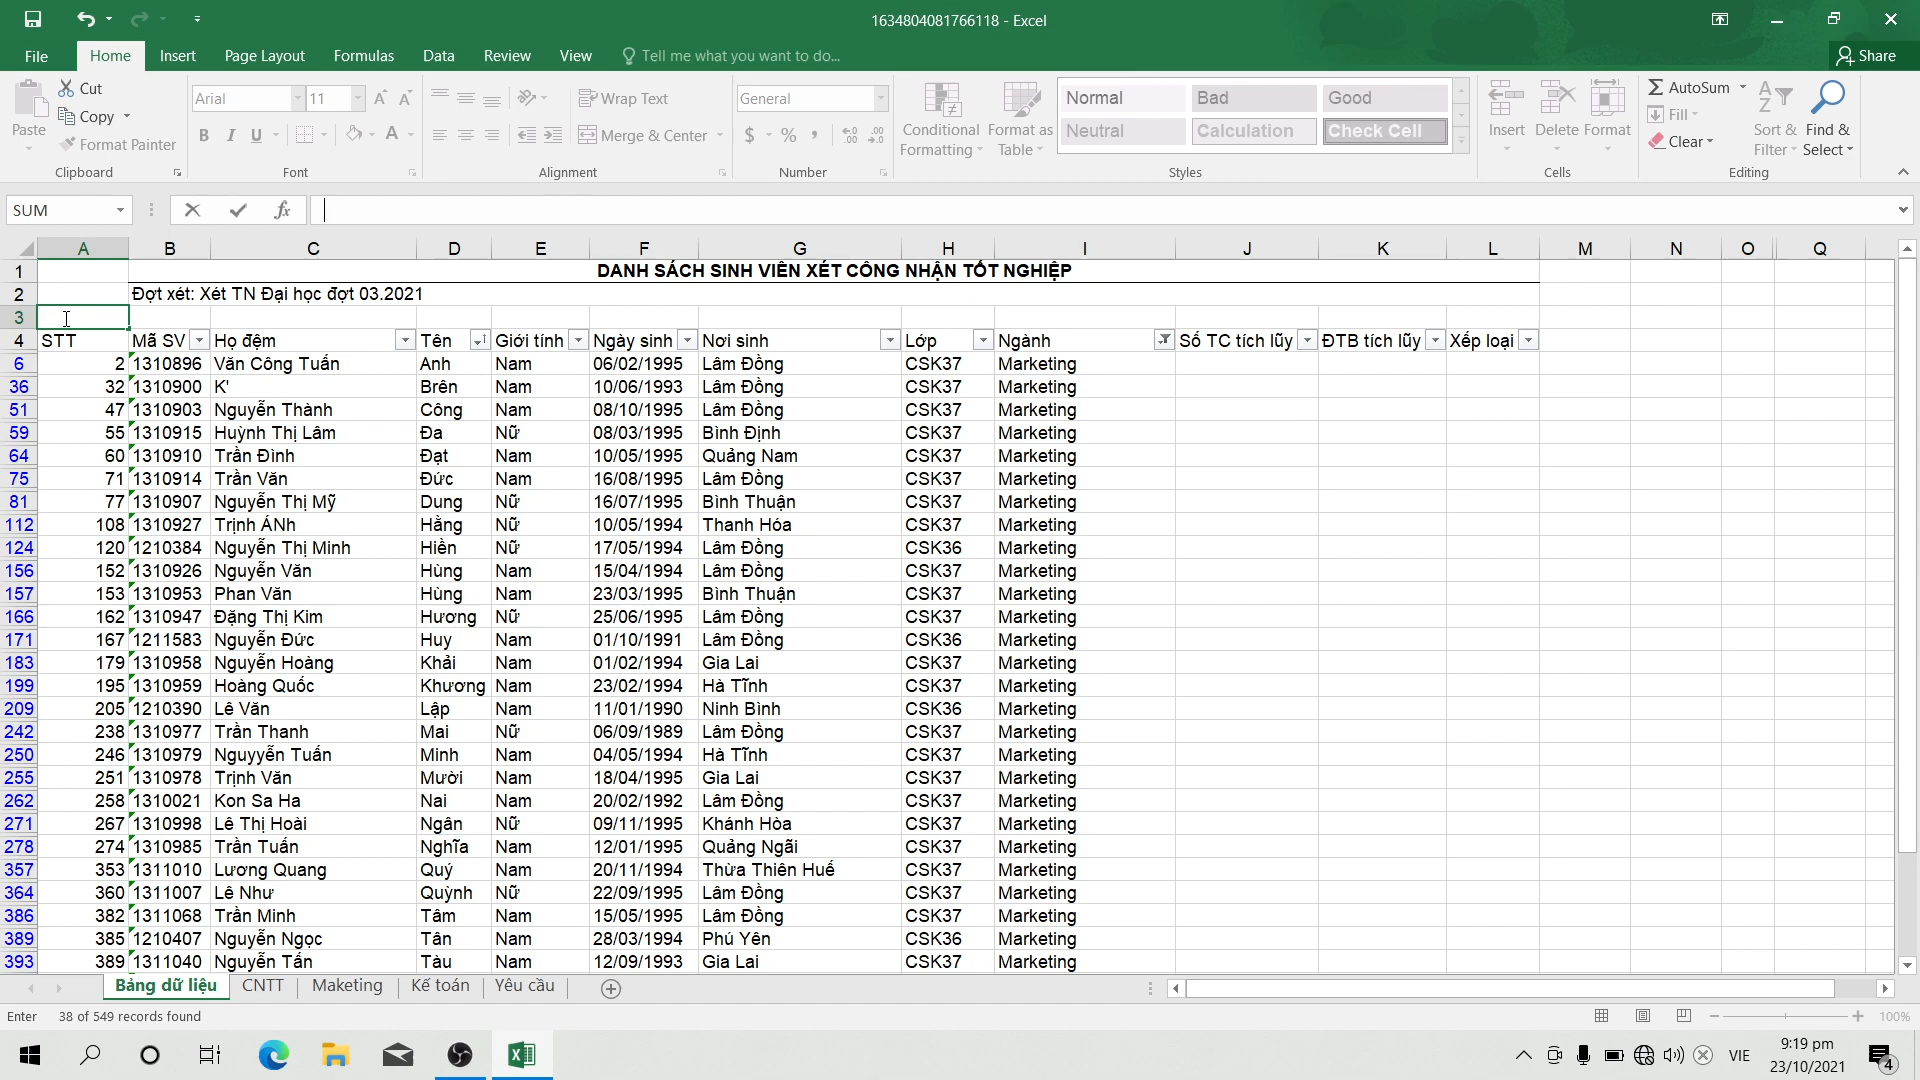 1634804081766118 - Excel
File Home Insert Page Layout Formulas Data Review View Tell me what you want to do... Share
Paste Cut Copy Format Painter Clipboard
Arial 11 B I U Font
Wrap Text Merge & Center Alignment
General $ % Number
Conditional Formatting Format as Table
Normal Bad Good
Neutral Calculation Check Cell
Styles
Insert Delete Format Cells
AutoSum Fill Clear Sort & Filter Find & Select Editing
SUM fx
A B C D E F G H I J K L M N O Q
1 DANH SÁCH SINH VIÊN XÉT CÔNG NHẬN TỐT NGHIỆP
2 Đợt xét: Xét TN Đại học đợt 03.2021
3
4 STT Mã SV Họ đệm Tên Giới tính Ngày sinh Nơi sinh Lớp Ngành Số TC tích lũy ĐTB tích lũy Xếp loại
6 2 1310896 Văn Công Tuấn Anh Nam 06/02/1995 Lâm Đồng CSK37 Marketing
36 32 1310900 K' Brên Nam 10/06/1993 Lâm Đồng CSK37 Marketing
51 47 1310903 Nguyễn Thành Công Nam 08/10/1995 Lâm Đồng CSK37 Marketing
59 55 1310915 Huỳnh Thị Lâm Đa Nữ 08/03/1995 Bình Định CSK37 Marketing
64 60 1310910 Trần Đình Đạt Nam 10/05/1995 Quảng Nam CSK37 Marketing
75 71 1310914 Trần Văn Đức Nam 16/08/1995 Lâm Đồng CSK37 Marketing
81 77 1310907 Nguyễn Thị Mỹ Dung Nữ 16/07/1995 Bình Thuận CSK37 Marketing
112 108 1310927 Trịnh ÁNh Hằng Nữ 10/05/1994 Thanh Hóa CSK37 Marketing
124 120 1210384 Nguyễn Thị Minh Hiền Nữ 17/05/1994 Lâm Đồng CSK36 Marketing
156 152 1310926 Nguyễn Văn Hùng Nam 15/04/1994 Lâm Đồng CSK37 Marketing
157 153 1310953 Phan Văn Hùng Nam 23/03/1995 Bình Thuận CSK37 Marketing
166 162 1310947 Đặng Thị Kim Hương Nữ 25/06/1995 Lâm Đồng CSK37 Marketing
171 167 1211583 Nguyễn Đức Huy Nam 01/10/1991 Lâm Đồng CSK36 Marketing
183 179 1310958 Nguyễn Hoàng Khải Nam 01/02/1994 Gia Lai CSK37 Marketing
199 195 1310959 Hoàng Quốc Khương Nam 23/02/1994 Hà Tĩnh CSK37 Marketing
209 205 1210390 Lê Văn Lập Nam 11/01/1990 Ninh Bình CSK36 Marketing
242 238 1310977 Trần Thanh Mai Nữ 06/09/1989 Lâm Đồng CSK37 Marketing
250 246 1310979 Nguyyễn Tuấn Minh Nam 04/05/1994 Hà Tĩnh CSK37 Marketing
255 251 1310978 Trịnh Văn Mười Nam 18/04/1995 Gia Lai CSK37 Marketing
262 258 1310021 Kon Sa Ha Nai Nam 20/02/1992 Lâm Đồng CSK37 Marketing
271 267 1310998 Lê Thị Hoài Ngân Nữ 09/11/1995 Khánh Hòa CSK37 Marketing
278 274 1310985 Trần Tuấn Nghĩa Nam 12/01/1995 Quảng Ngãi CSK37 Marketing
357 353 1311010 Lương Quang Quý Nam 20/11/1994 Thừa Thiên Huế CSK37 Marketing
364 360 1311007 Lê Như Quỳnh Nữ 22/09/1995 Lâm Đồng CSK37 Marketing
386 382 1311068 Trần Minh Tâm Nam 15/05/1995 Lâm Đồng CSK37 Marketing
389 385 1210407 Nguyễn Ngọc Tân Nam 28/03/1994 Phú Yên CSK36 Marketing
393 389 1311040 Nguyễn Tấn Tàu Nam 12/09/1993 Gia Lai CSK37 Marketing
Bảng dữ liệu CNTT Maketing Kế toán Yêu cầu
Enter 38 of 549 records found 100%
VIE 9:19 pm
23/10/2021 4